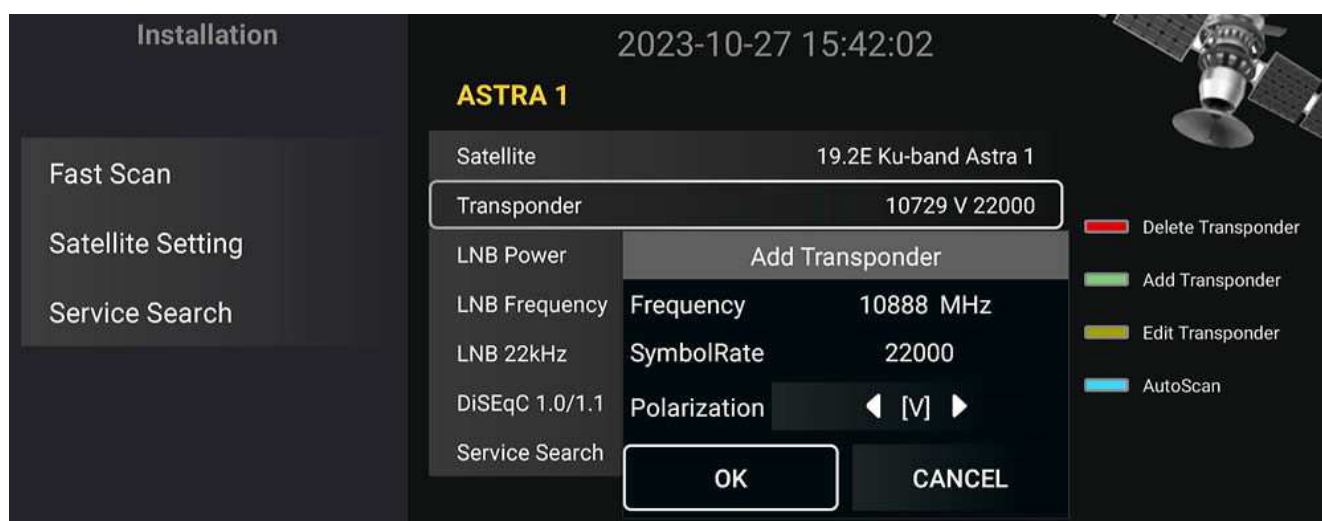 Installation
2023-10-27 15:42:02
ASTRA 1
Fast Scan
Satellite Setting
Service Search
Satellite 19.2E Ku-band Astra 1
Transponder 10729 V 22000
LNB Power
LNB Frequency
LNB 22kHz
DiSEqC 1.0/1.1
Service Search
Add Transponder
Frequency 10888 MHz
SymbolRate 22000
Polarization [V]
OK CANCEL
Delete Transponder
Add Transponder
Edit Transponder
AutoScan